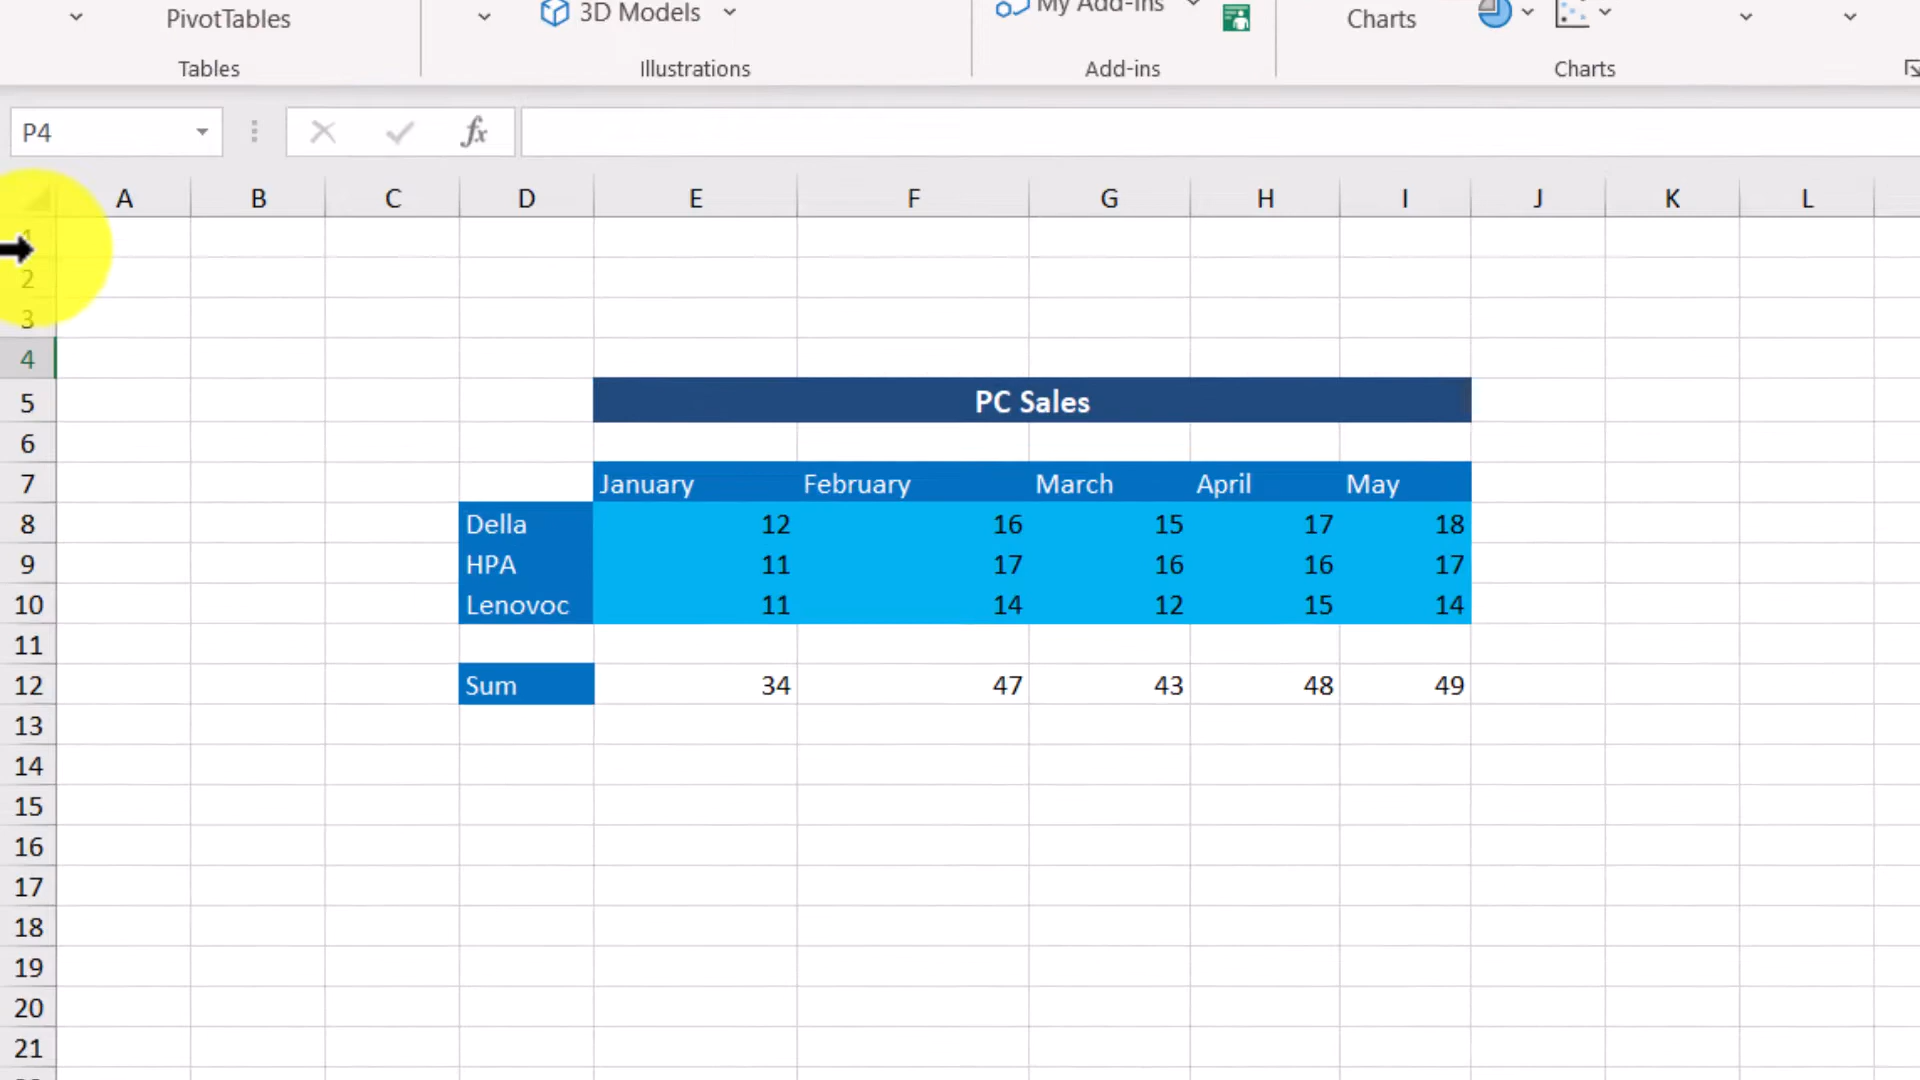 PivotTables 3D Models My Add-ins Charts
Tables Illustrations Add-ins Charts
P4 fx
A B C D E F G H I J K L
1
2
3
4
5 PC Sales
6
7 January February March April May
8 Della 12 16 15 17 18
9 HPA 11 17 16 16 17
10 Lenovoc 11 14 12 15 14
11
12 Sum 34 47 43 48 49
13
14
15
16
17
18
19
20
21